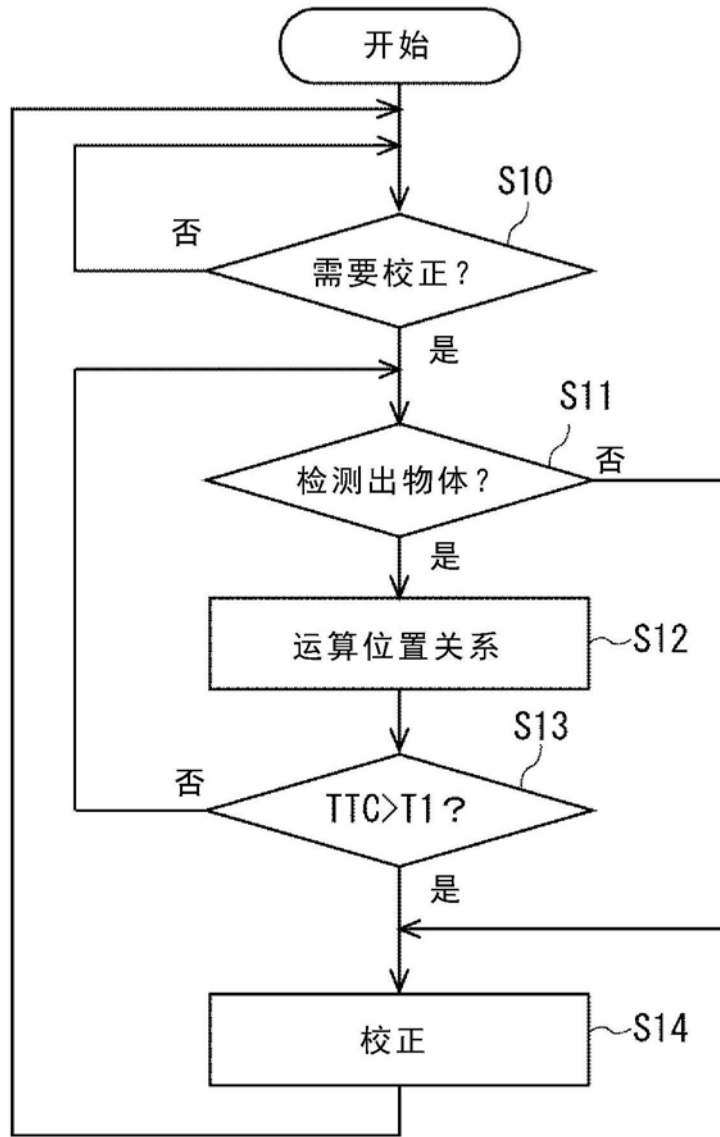 开始
S10
否
需要校正?
是
S11
检测出物体?
否
是
运算位置关系
S12
S13
否
TTC>T1?
是
校正
S14